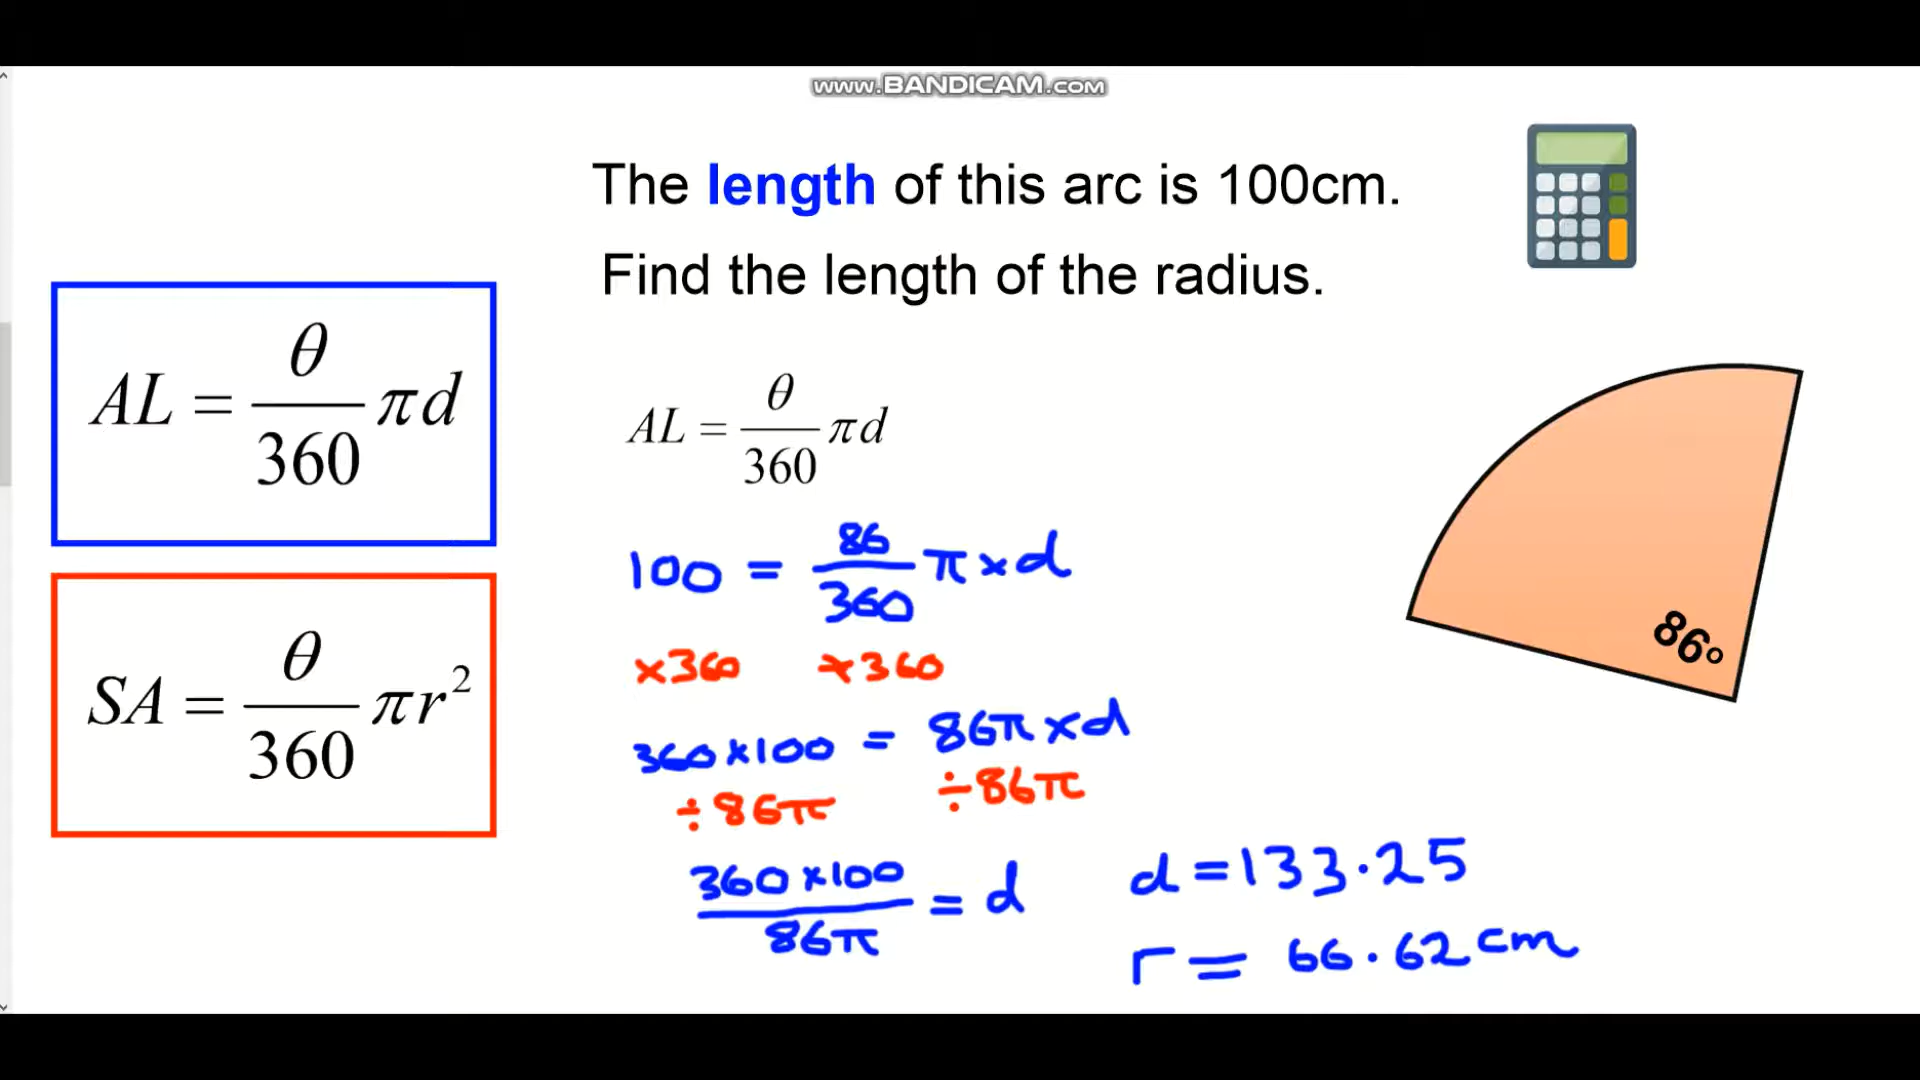 www.BANDICAM.com
The length of this arc is 100cm.
Find the length of the radius.
AL = θ/360 πd
SA = θ/360 πr²
AL = θ/360 πd
100 = 86/360 π×d
×360 ×360
360×100 = 86π×d
÷86π ÷86π
360×100/86π = d
d = 133.25
r = 66.62cm
86°